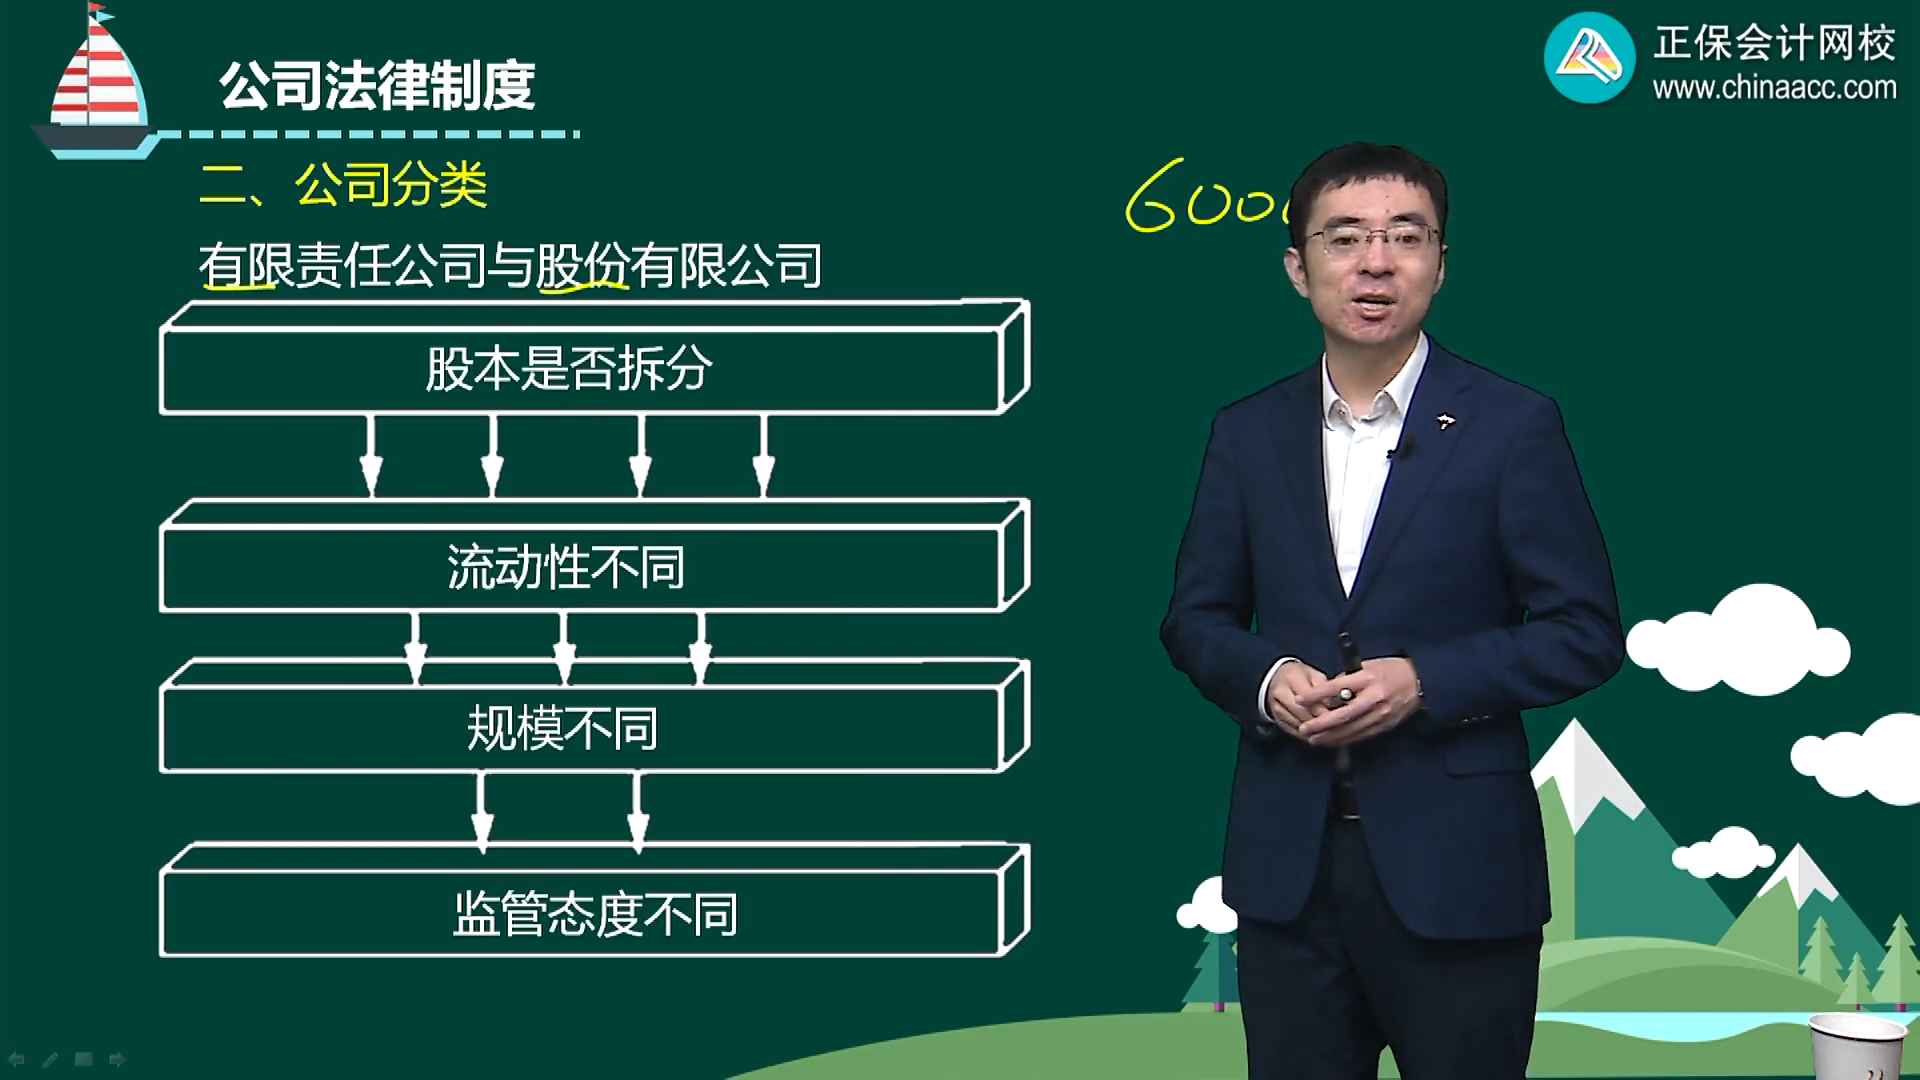 公司法律制度
正保会计网校
www.chinaacc.com
二、公司分类
600
有限责任公司与股份有限公司
股本是否拆分
流动性不同
规模不同
监管态度不同